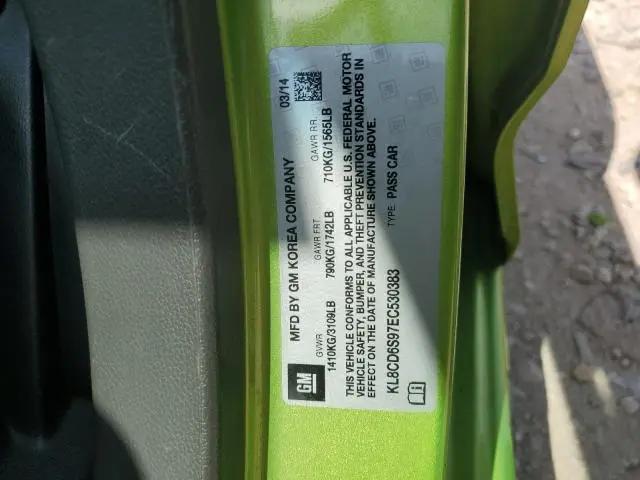 GM
MFD BY GM KOREA COMPANY
03/14
GVWR
GAWR FRT
GAWR RR
1410KG/3109LB
790KG/1742LB
710KG/1565LB
THIS VEHICLE CONFORMS TO ALL APPLICABLE U.S. FEDERAL MOTOR
VEHICLE SAFETY, BUMPER, AND THEFT PREVENTION STANDARDS IN
EFFECT ON THE DATE OF MANUFACTURE SHOWN ABOVE.
KL8CD6S97EC530383
TYPE: PASS CAR